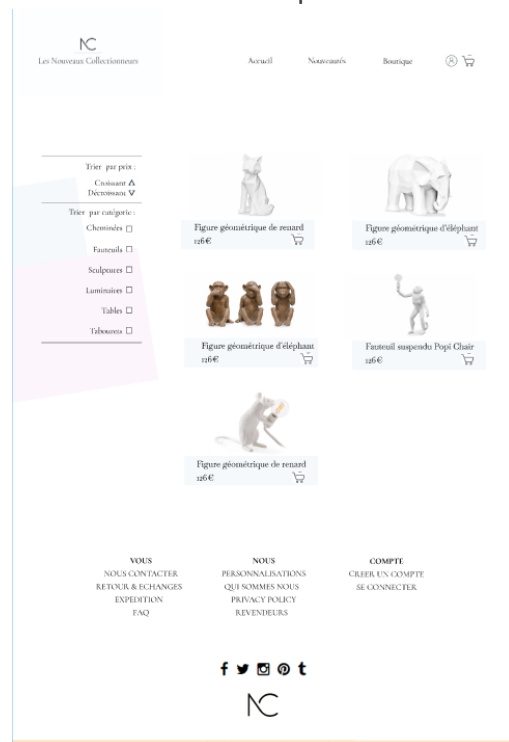 NC
Les Nouveaux Collectionneurs
Accueil Nouveautés Boutique
Trier par prix :
Croissant
Décroissant
Trier par catégorie :
Cheminées
Fauteuils
Sculptures
Luminaires
Tables
Tabourets
Figure géométrique de renard
126€
Figure géométrique d'éléphant
126€
Figure géométrique d'éléphant
126€
Fauteuil suspendu Popi Chair
126€
Figure géométrique de renard
126€
VOUS
NOUS CONTACTER
RETOUR & ECHANGES
EXPEDITION
FAQ
NOUS
PERSONNALISATIONS
QUI SOMMES NOUS
PRIVACY POLICY
REVENDEURS
COMPTE
CREER UN COMPTE
SE CONNECTER
NC